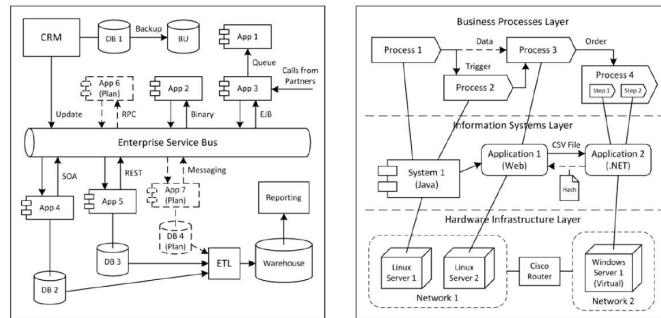 CRM
DB 1
Backup
BU
App 1
Queue
Calls from
Partners
App 6
(Plan)
App 2
App 3
Update
RPC
Binary
EJB
Enterprise Service Bus
SOA
REST
Messaging
App 4
App 5
App 7
(Plan)
Reporting
DB 4
(Plan)
DB 3
ETL
Warehouse
DB 2
Business Processes Layer
Process 1
Data
Process 3
Order
Trigger
Process 2
Process 4
Step 1
Step 2
Information Systems Layer
CSV File
System 1
(Java)
Application 1
(Web)
Application 2
(.NET)
Hash
Hardware Infrastructure Layer
Linux
Server 1
Linux
Server 2
Cisco
Router
Windows
Server 1
(Virtual)
Network 1
Network 2